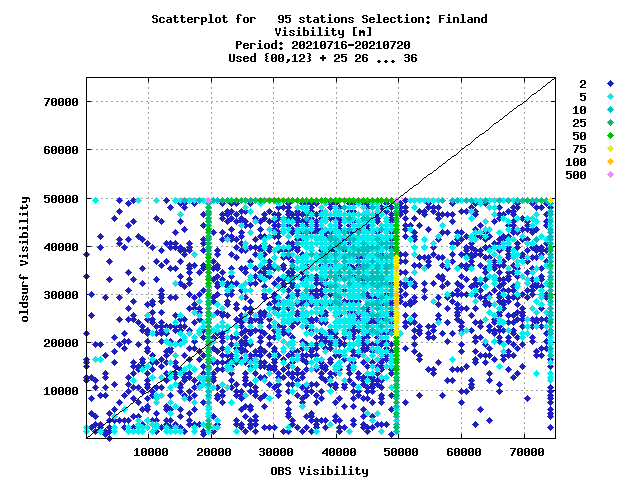 Scatterplot for   95 stations Selection: Finland
Visibility [m]
Period: 20210716-20210720
Used {00,12} + 25 26 ... 36
2
5
10
25
50
75
100
500
70000
60000
50000
40000
30000
20000
10000
oldsurf Visibility
10000 20000 30000 40000 50000 60000 70000
OBS Visibility